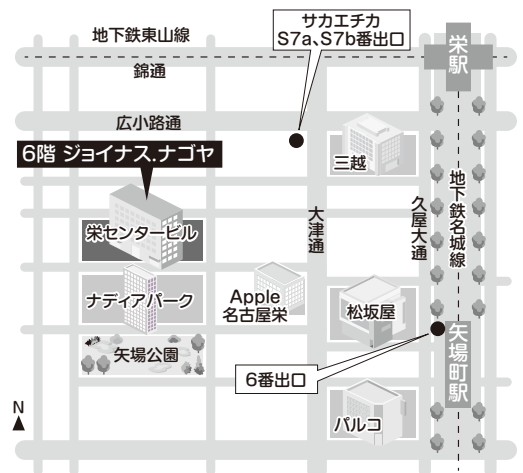 地下鉄東山線
錦通
サカエチカ
S7a、S7b番出口
栄駅
広小路通
6階 ジョイナス.ナゴヤ
三越
栄センタービル
大津通
久屋大通
地下鉄名城線
ナディアパーク
Apple
名古屋栄
松坂屋
矢場公園
6番出口
矢場町駅
パルコ
N